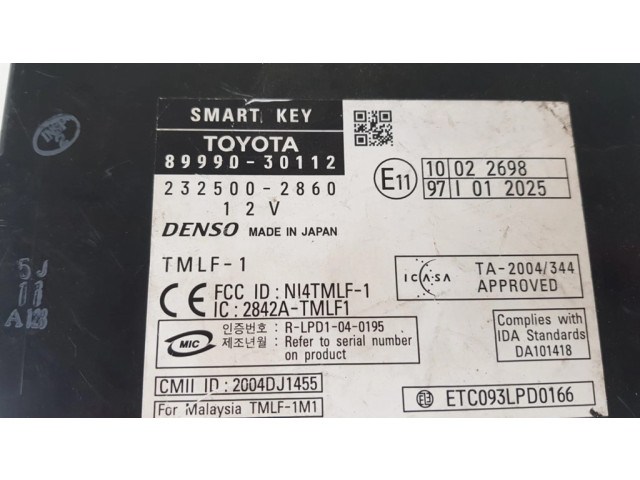 SMART KEY
TOYOTA
89990-30112
232500-2860
12V
DENSO MADE IN JAPAN
E11
10 02 2698
97 I 01 2025
TMLF-1
CE FCC ID : NI4TMLF-1
IC : 2842A-TMLF1
ICASA
TA-2004/344
APPROVED
MIC
인증번호 : R-LPD1-04-0195
제조년월 : Refer to serial number
on product
Complies with
IDA Standards
DA101418
CMII ID : 2004DJ1455
For Malaysia TMLF-1M1
ETC093LPD0166
5J
11
A123